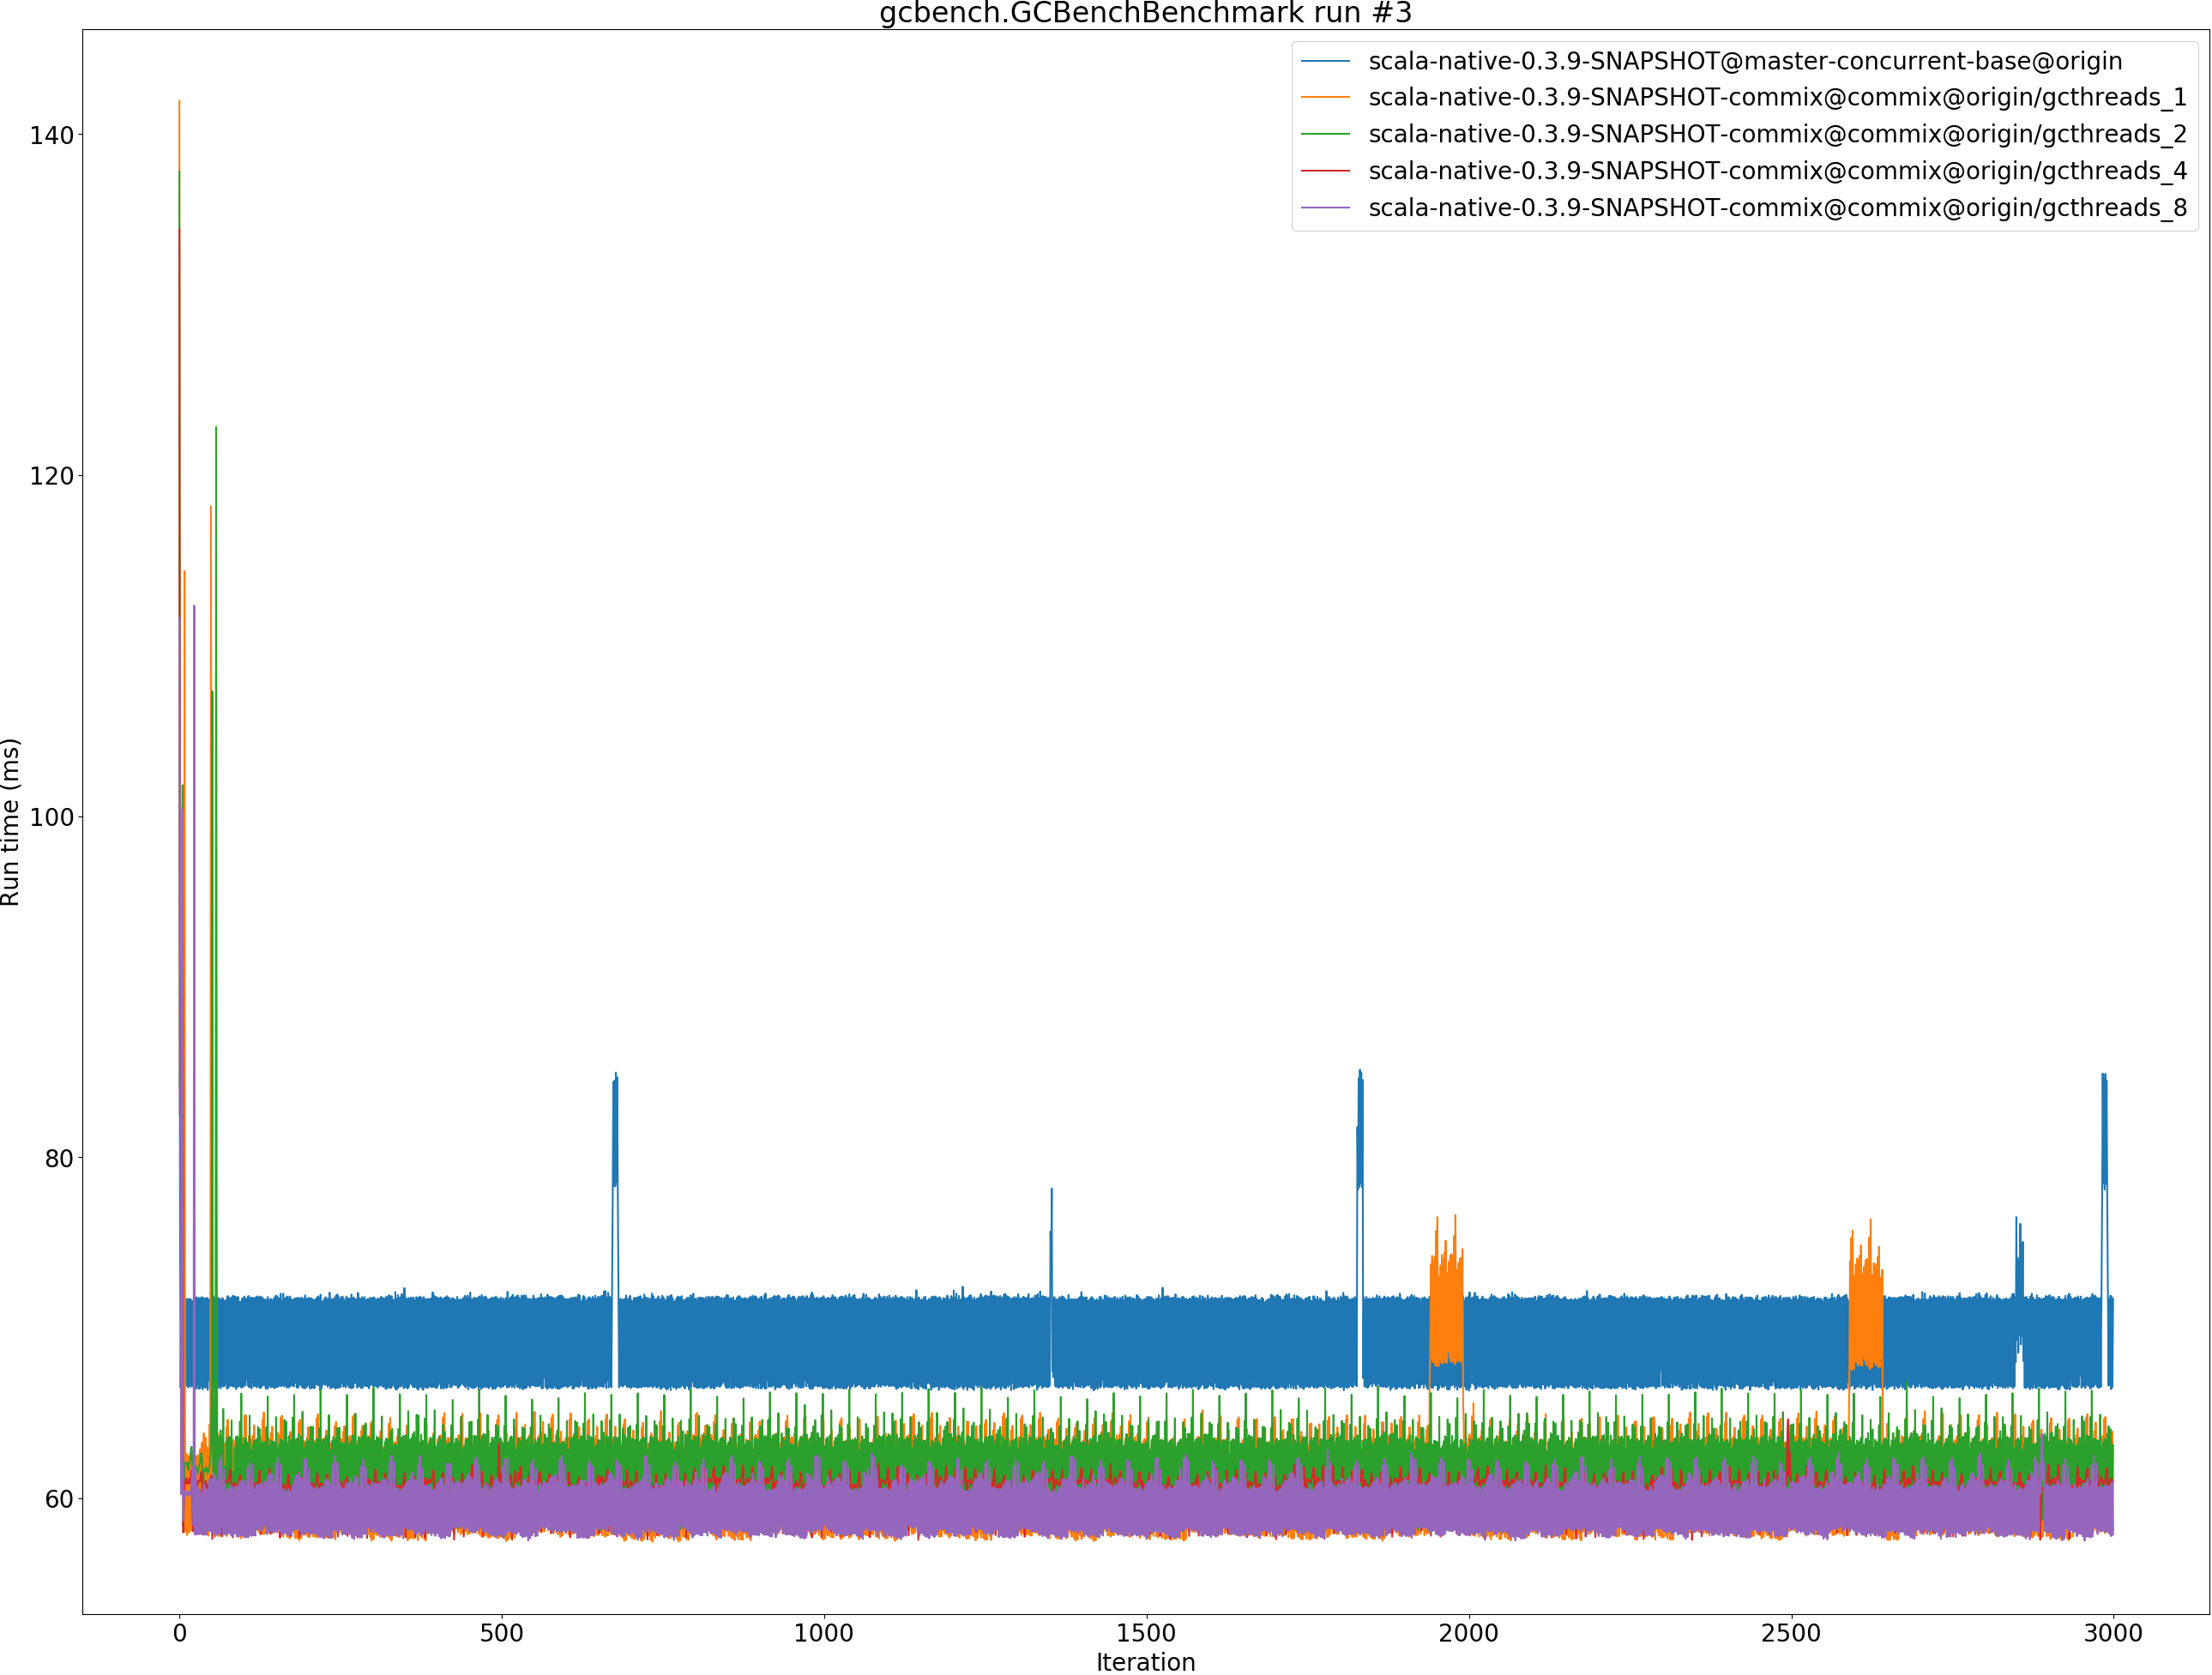 gcbench.GCBenchBenchmark run #3
scala-native-0.3.9-SNAPSHOT@master-concurrent-base@origin
scala-native-0.3.9-SNAPSHOT-commix@commix@origin/gcthreads_1
scala-native-0.3.9-SNAPSHOT-commix@commix@origin/gcthreads_2
scala-native-0.3.9-SNAPSHOT-commix@commix@origin/gcthreads_4
scala-native-0.3.9-SNAPSHOT-commix@commix@origin/gcthreads_8
Run time (ms)
140
120
100
80
60
0 500 1000 1500 2000 2500 3000
Iteration